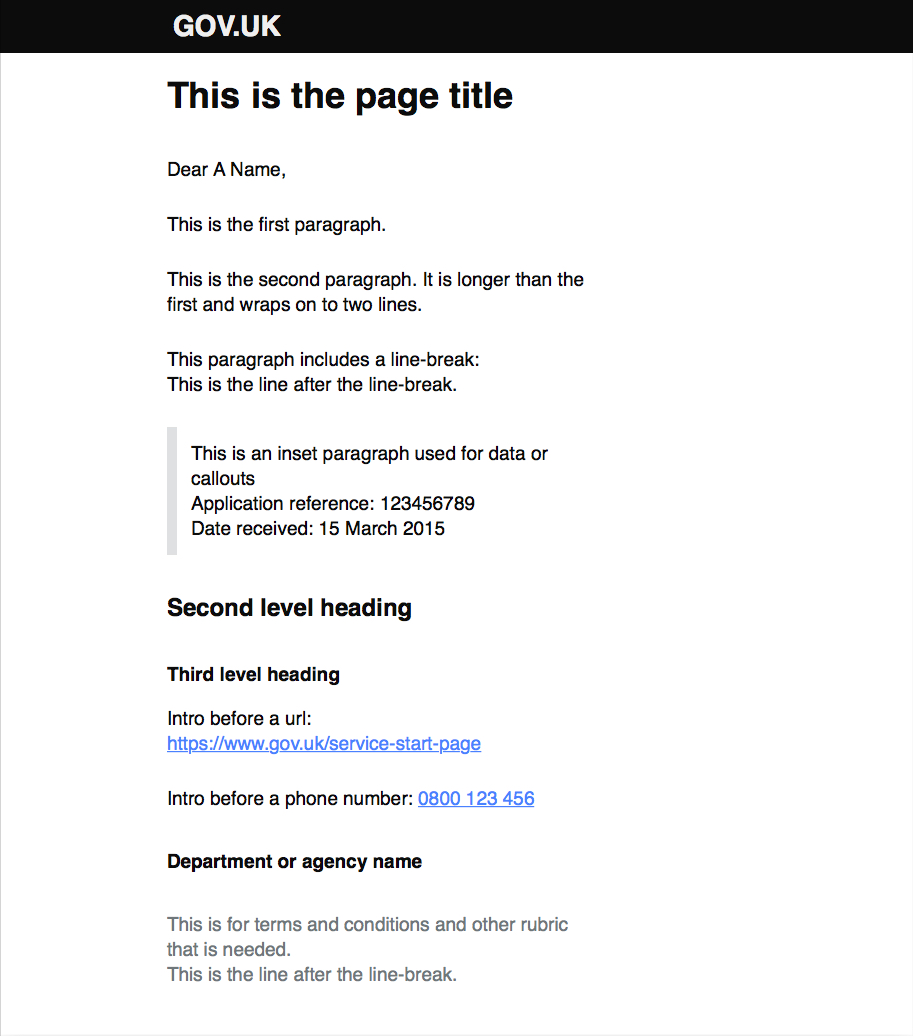 GOV.UK
This is the page title
Dear A Name,
This is the first paragraph.
This is the second paragraph. It is longer than the
first and wraps on to two lines.
This paragraph includes a line-break:
This is the line after the line-break.
This is an inset paragraph used for data or
callouts
Application reference: 123456789
Date received: 15 March 2015
Second level heading
Third level heading
Intro before a url:
https://www.gov.uk/service-start-page
Intro before a phone number: 0800 123 456
Department or agency name
This is for terms and conditions and other rubric
that is needed.
This is the line after the line-break.